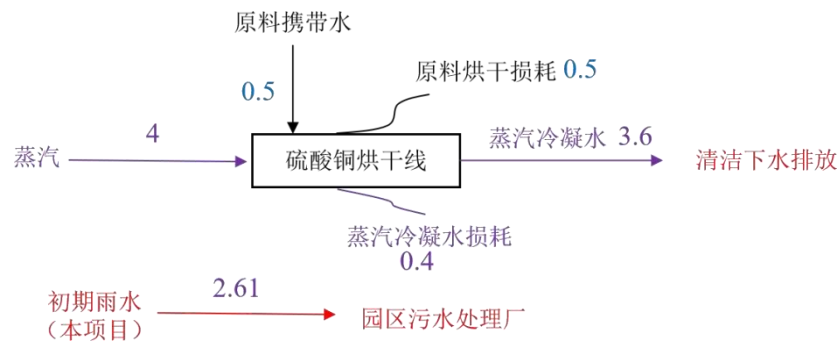 原料携带水
0.5
原料烘干损耗 0.5
蒸汽
4
硫酸铜烘干线
蒸汽冷凝水 3.6
清洁下水排放
蒸汽冷凝水损耗
0.4
初期雨水
（本项目）
2.61
园区污水处理厂